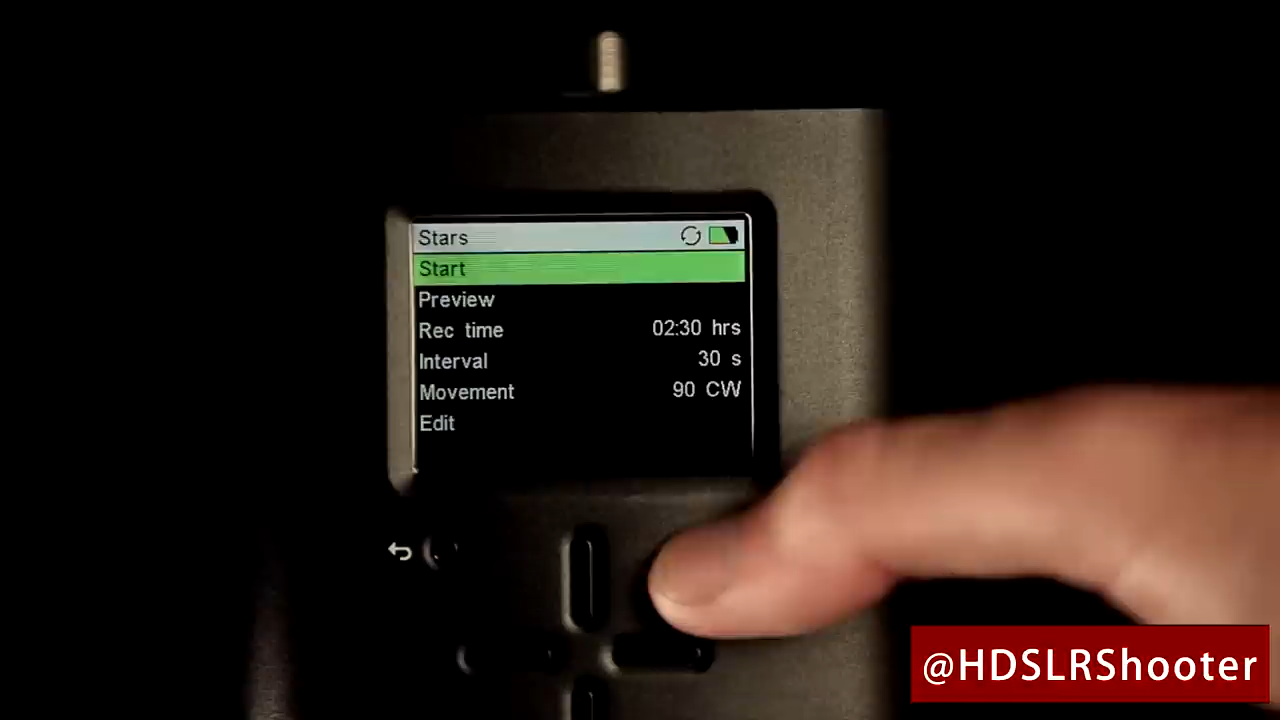 Stars
Start
Preview
Rec time 02:30 hrs
Interval 30 s
Movement 90 CW
Edit
@HDSLRShooter